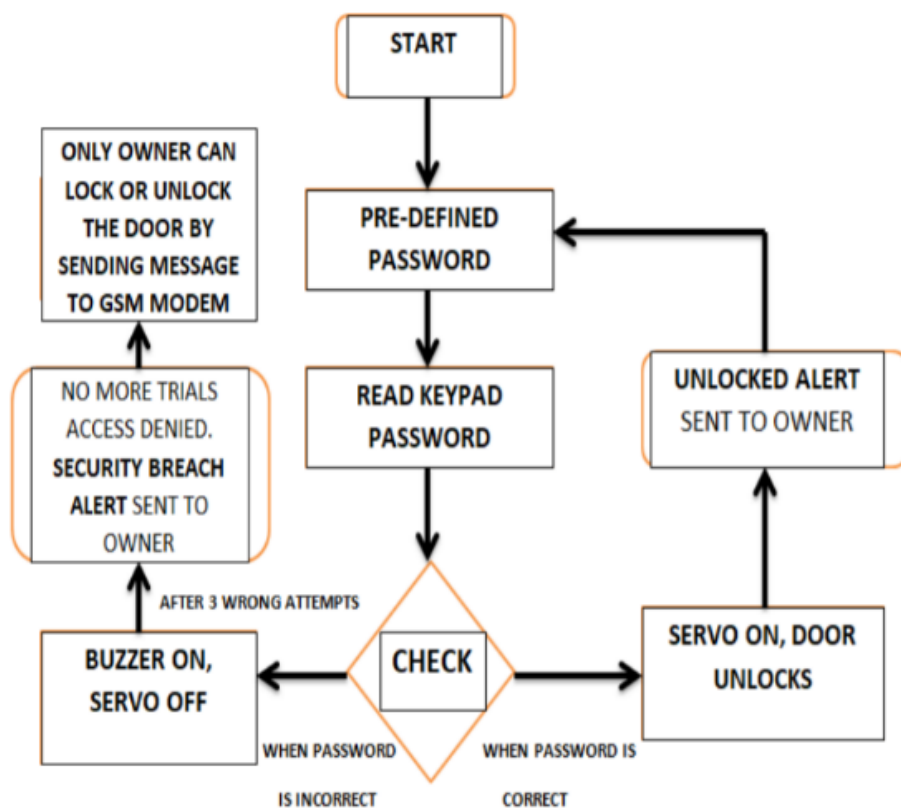 START
ONLY OWNER CAN
LOCK OR UNLOCK
THE DOOR BY
SENDING MESSAGE
TO GSM MODEM
PRE-DEFINED
PASSWORD
NO MORE TRIALS
ACCESS DENIED.
SECURITY BREACH
ALERT SENT TO
OWNER
READ KEYPAD
PASSWORD
UNLOCKED ALERT
SENT TO OWNER
AFTER 3 WRONG ATTEMPTS
BUZZER ON,
SERVO OFF
CHECK
SERVO ON, DOOR
UNLOCKS
WHEN PASSWORD
IS INCORRECT
WHEN PASSWORD IS
CORRECT